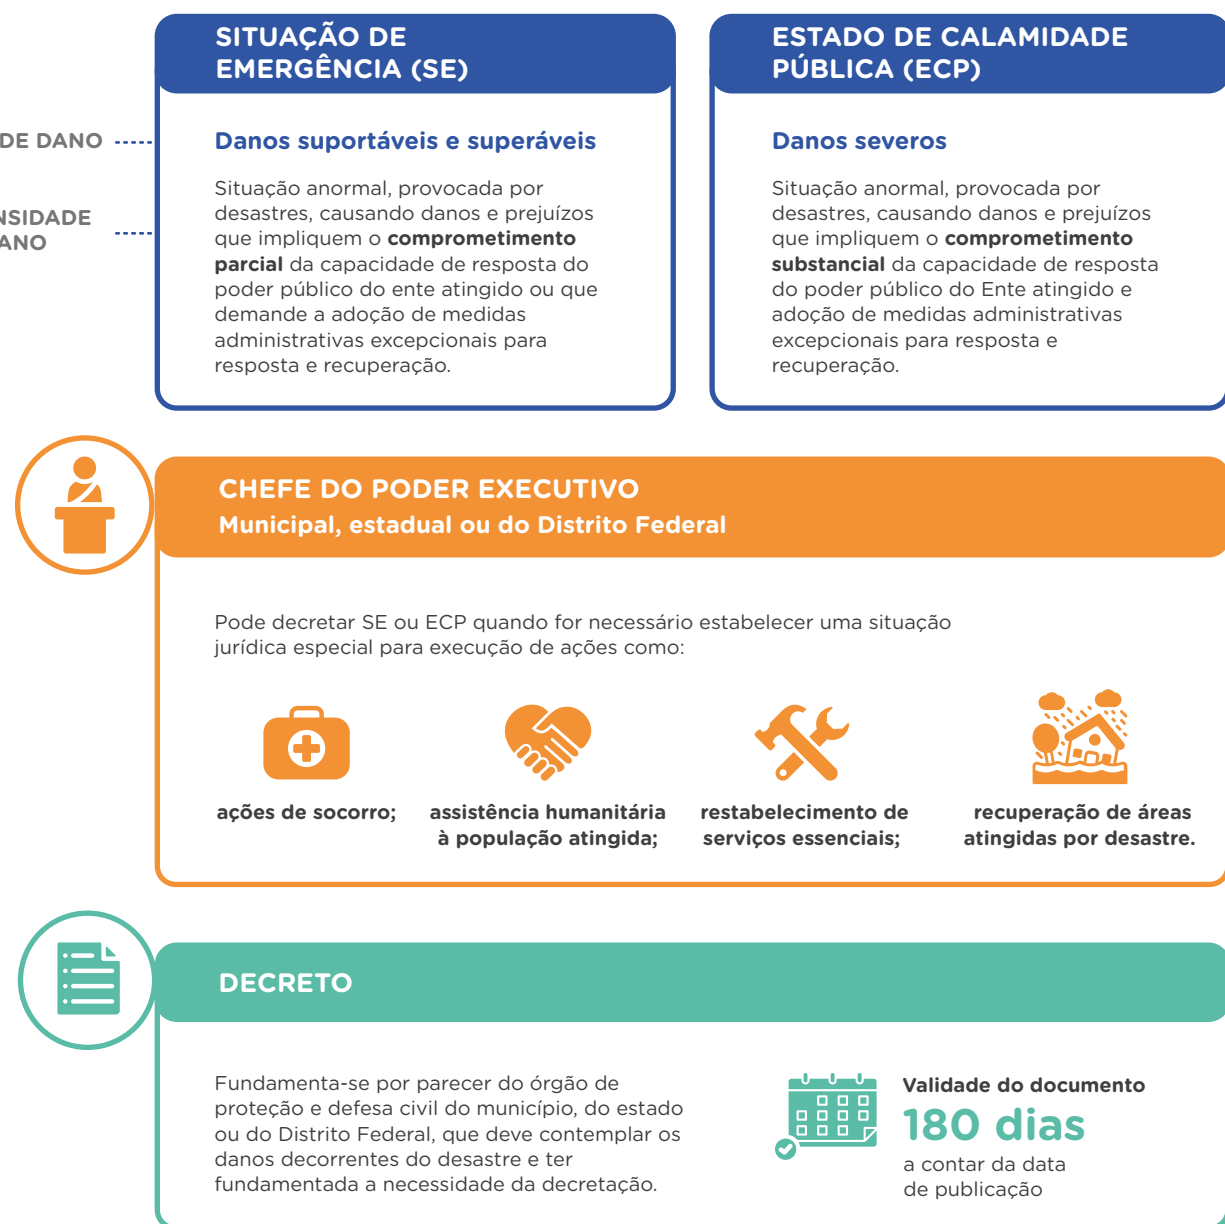 SITUAÇÃO DE
EMERGÊNCIA (SE)
DE DANO
Danos suportáveis e superáveis
NSIDADE
ANO
Situação anormal, provocada por
desastres, causando danos e prejuízos
que impliquem o comprometimento
parcial da capacidade de resposta do
poder público do ente atingido ou que
demande a adoção de medidas
administrativas excepcionais para
resposta e recuperação.
ESTADO DE CALAMIDADE
PÚBLICA (ECP)
Danos severos
Situação anormal, provocada por
desastres, causando danos e prejuízos
que impliquem o comprometimento
substancial da capacidade de resposta
do poder público do Ente atingido e
adoção de medidas administrativas
excepcionais para resposta e
recuperação.
CHEFE DO PODER EXECUTIVO
Municipal, estadual ou do Distrito Federal
Pode decretar SE ou ECP quando for necessário estabelecer uma situação
jurídica especial para execução de ações como:
ações de socorro;
assistência humanitária
à população atingida;
restabelecimento de
serviços essenciais;
recuperação de áreas
atingidas por desastre.
DECRETO
Fundamenta-se por parecer do órgão de
proteção e defesa civil do município, do estado
ou do Distrito Federal, que deve contemplar os
danos decorrentes do desastre e ter
fundamentada a necessidade da decretação.
Validade do documento
180 dias
a contar da data
de publicação